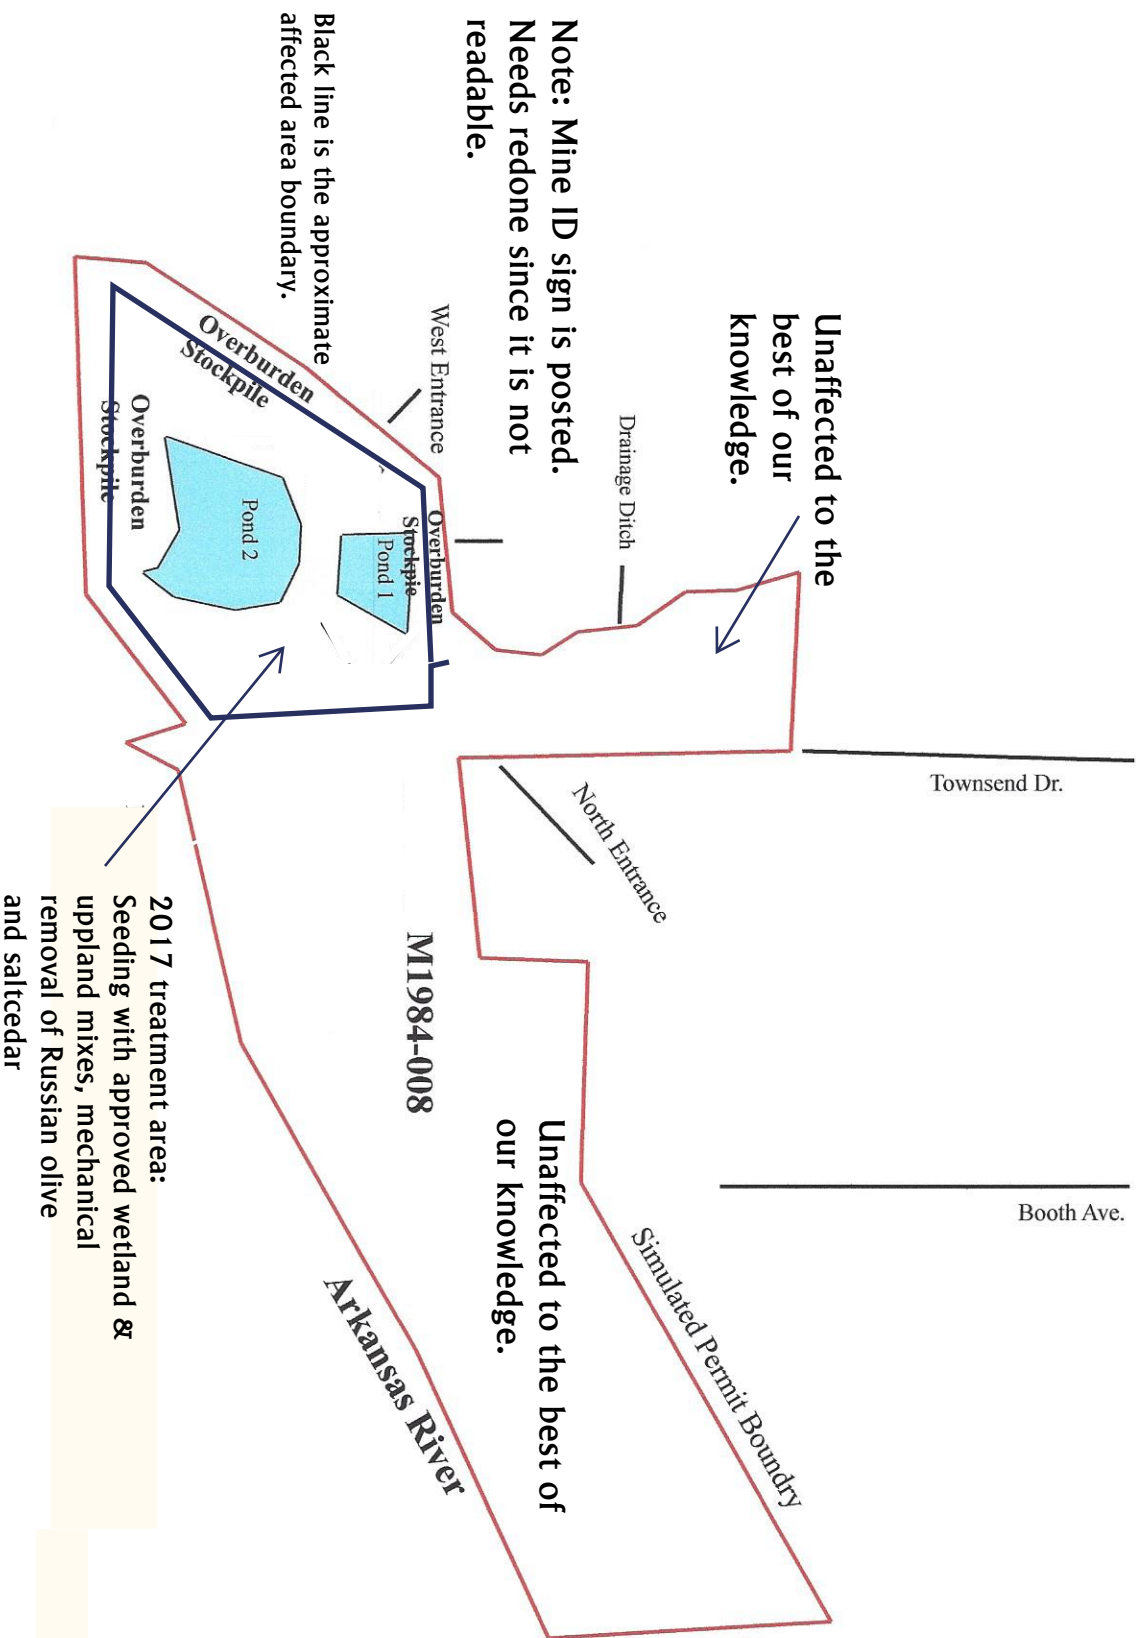 Unaffected to the
best of our
knowledge.
Note: Mine ID sign is posted.
Needs redone since it is not
readable.
Black line is the approximate
affected area boundary.
Drainage Ditch
West Entrance
Overburden
Stockpile
Overburden
Stockpie
Pond 1
Pond 2
Overburden
Stockpile
Townsend Dr.
North Entrance
Booth Ave.
Simulated Permit Boundry
M1984-008
Unaffected to the best of
our knowledge.
Arkansas River
2017 treatment area:
Seeding with approved wetland &
uppland mixes, mechanical
removal of Russian olive
and saltcedar